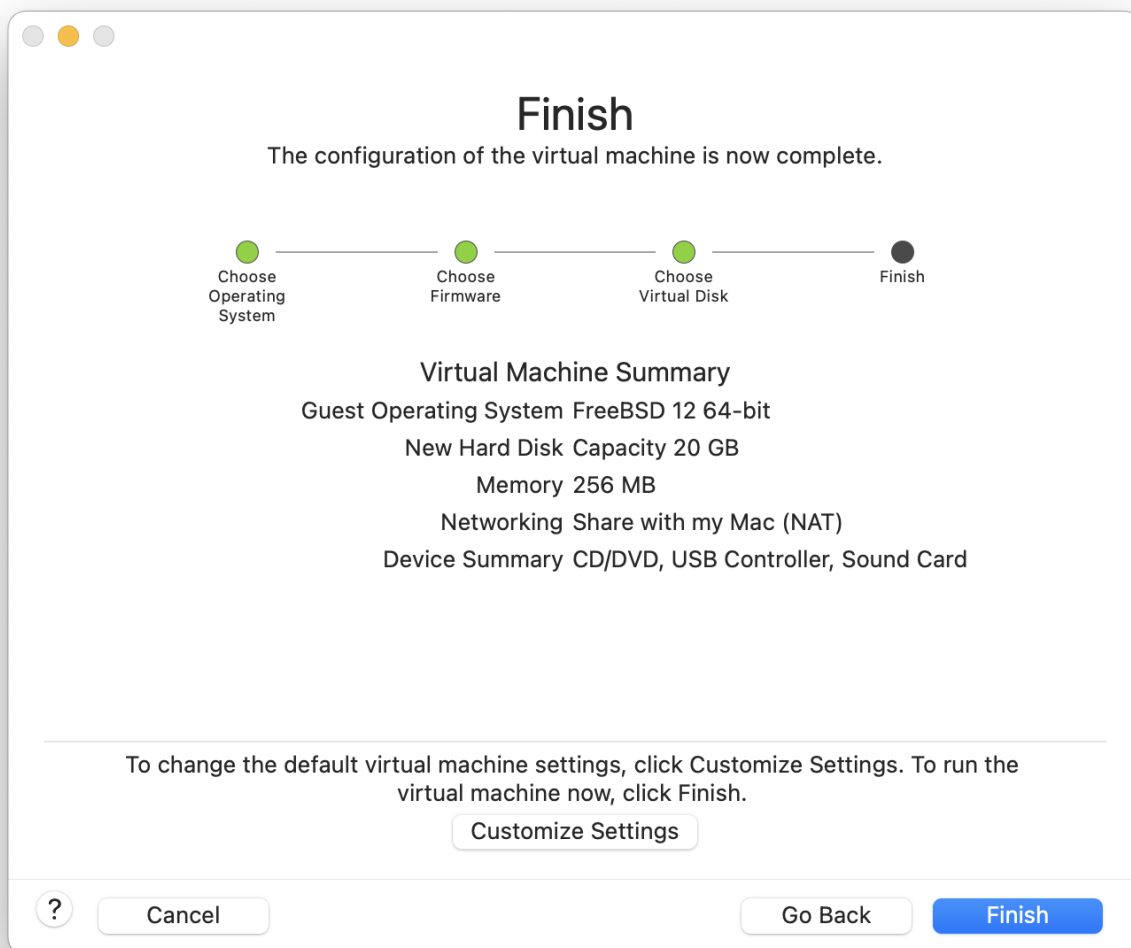 Finish
The configuration of the virtual machine is now complete.
Choose
Operating
System
Choose
Firmware
Choose
Virtual Disk
Finish
Virtual Machine Summary
Guest Operating System FreeBSD 12 64-bit
New Hard Disk Capacity 20 GB
Memory 256 MB
Networking Share with my Mac (NAT)
Device Summary CD/DVD, USB Controller, Sound Card
To change the default virtual machine settings, click Customize Settings. To run the
virtual machine now, click Finish.
Customize Settings
? Cancel Go Back Finish